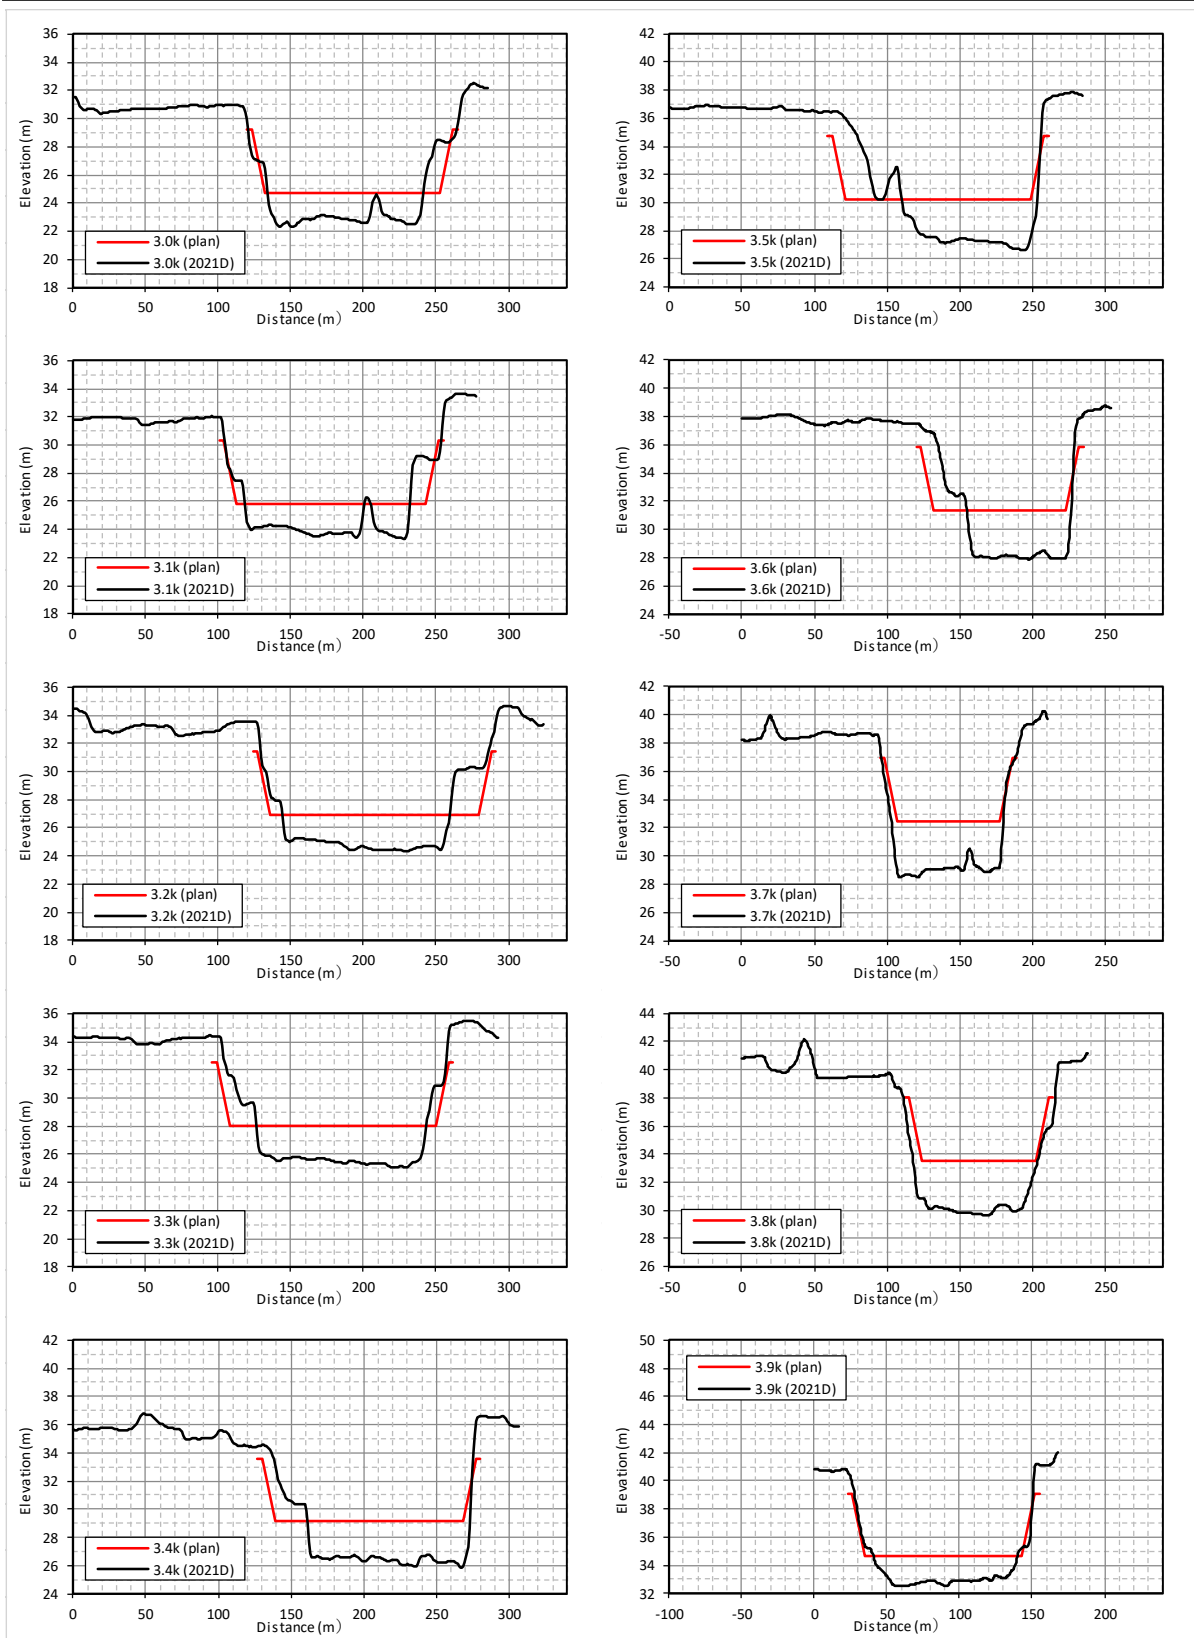 36
34
32
30
28
26
24
22
20
18
Elevation (m)
3.0k (plan)
3.0k (2021D)
0 50 100 150 200 250 300
Distance (m)
42
40
38
36
34
32
30
28
26
24
Elevation (m)
3.5k (plan)
3.5k (2021D)
0 50 100 150 200 250 300
Distance (m)
36
34
32
30
28
26
24
22
20
18
Elevation (m)
3.1k (plan)
3.1k (2021D)
0 50 100 150 200 250 300
Distance (m)
42
40
38
36
34
32
30
28
26
24
Elevation (m)
3.6k (plan)
3.6k (2021D)
-50 0 50 100 150 200 250
Distance (m)
36
34
32
30
28
26
24
22
20
18
Elevation (m)
3.2k (plan)
3.2k (2021D)
0 50 100 150 200 250 300
Distance (m)
42
40
38
36
34
32
30
28
26
24
Elevation (m)
3.7k (plan)
3.7k (2021D)
-50 0 50 100 150 200 250
Distance (m)
36
34
32
30
28
26
24
22
20
18
Elevation (m)
3.3k (plan)
3.3k (2021D)
0 50 100 150 200 250 300
Distance (m)
44
42
40
38
36
34
32
30
28
26
Elevation (m)
3.8k (plan)
3.8k (2021D)
-50 0 50 100 150 200 250
Distance (m)
42
40
38
36
34
32
30
28
26
24
Elevation (m)
3.4k (plan)
3.4k (2021D)
0 50 100 150 200 250 300
Distance (m)
50
48
46
44
42
40
38
36
34
32
Elevation (m)
3.9k (plan)
3.9k (2021D)
-100 -50 0 50 100 150 200
Distance (m)